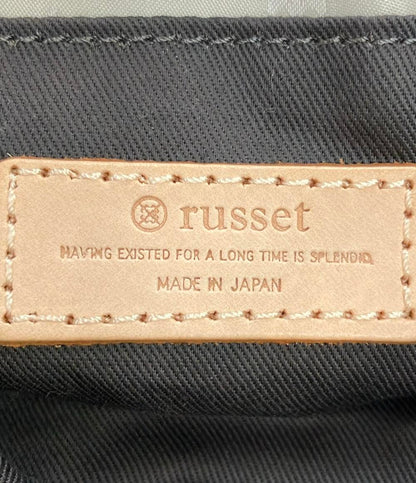 russet
HAVING EXISTED FOR A LONG TIME IS SPLENDID.
MADE IN JAPAN